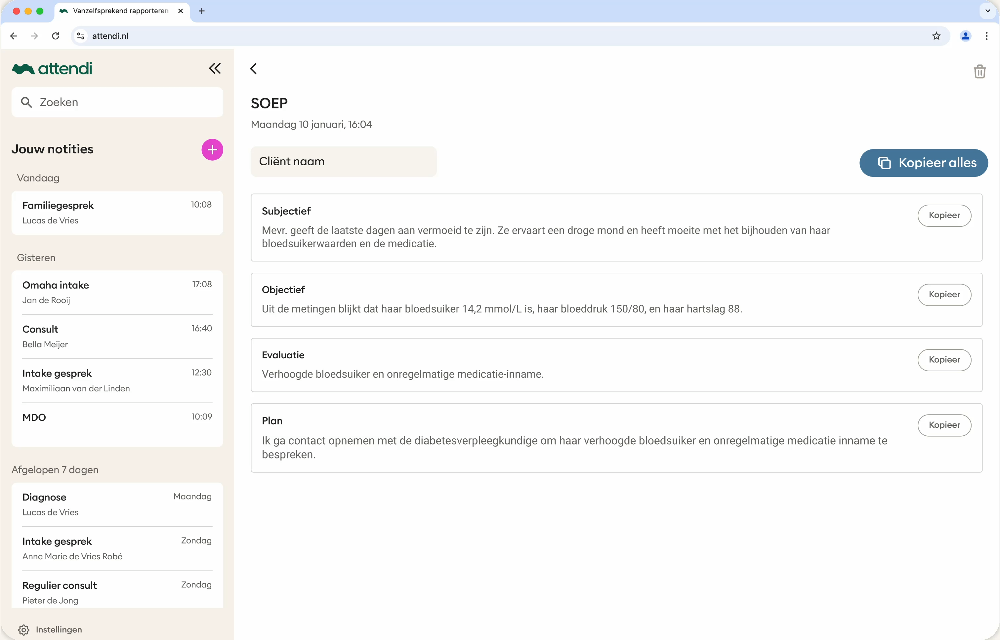 Vanzelfsprekend rapporteren
attendi.nl
attendi
Zoeken
Jouw notities
Vandaag
Familiegesprek 10:08
Lucas de Vries
Gisteren
Omaha intake 17:08
Jan de Rooij
Consult 16:40
Bella Meijer
Intake gesprek 12:30
Maximiliaan van der Linden
MDO 10:09
Afgelopen 7 dagen
Diagnose Maandag
Lucas de Vries
Intake gesprek Zondag
Anne Marie de Vries Robé
Regulier consult Zondag
Pieter de Jong
Instellingen
SOEP
Maandag 10 januari, 16:04
Cliënt naam
Kopieer alles
Subjectief
Kopieer
Mevr. geeft de laatste dagen aan vermoeid te zijn. Ze ervaart een droge mond en heeft moeite met het bijhouden van haar
bloedsuikerwaarden en de medicatie.
Objectief
Kopieer
Uit de metingen blijkt dat haar bloedsuiker 14,2 mmol/L is, haar bloeddruk 150/80, en haar hartslag 88.
Evaluatie
Kopieer
Verhoogde bloedsuiker en onregelmatige medicatie-inname.
Plan
Kopieer
Ik ga contact opnemen met de diabetesverpleegkundige om haar verhoogde bloedsuiker en onregelmatige medicatie inname te
bespreken.